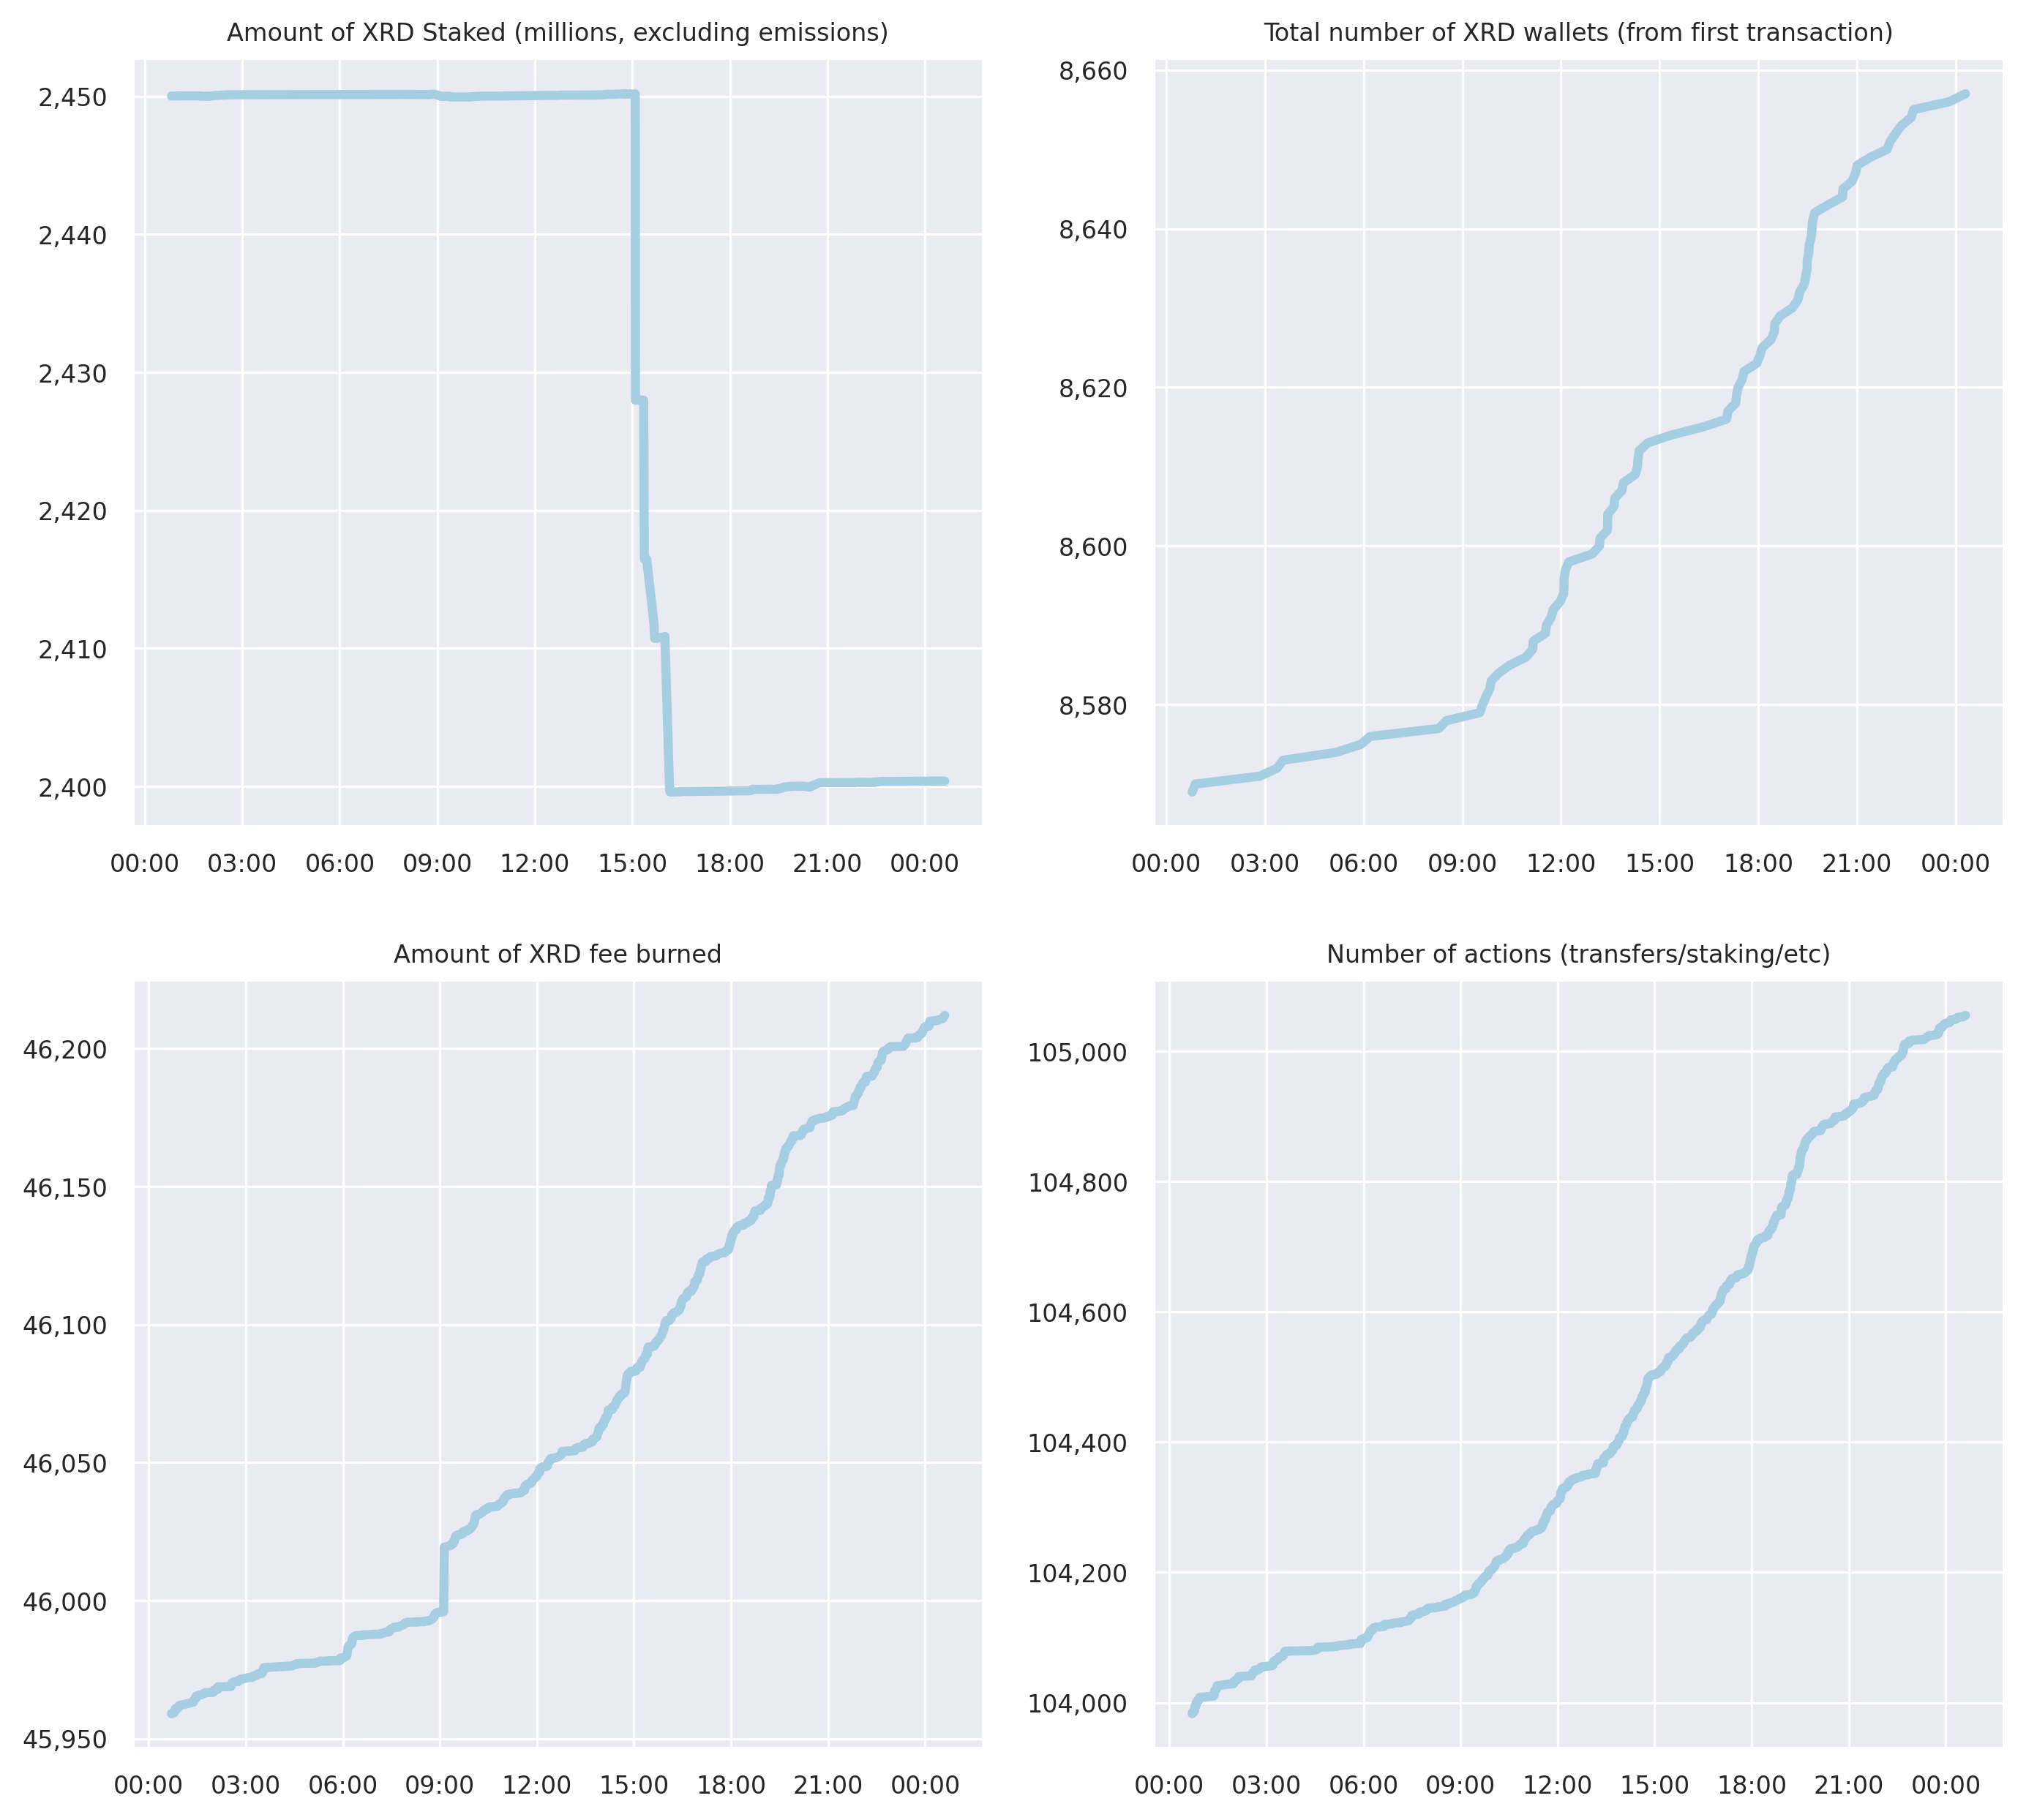 Amount of XRD Staked (millions, excluding emissions)
2,450
2,440
2,430
2,420
2,410
2,400
00:00 03:00 06:00 09:00 12:00 15:00 18:00 21:00 00:00
Total number of XRD wallets (from first transaction)
8,660
8,640
8,620
8,600
8,580
00:00 03:00 06:00 09:00 12:00 15:00 18:00 21:00 00:00
Amount of XRD fee burned
46,200
46,150
46,100
46,050
46,000
45,950
00:00 03:00 06:00 09:00 12:00 15:00 18:00 21:00 00:00
Number of actions (transfers/staking/etc)
105,000
104,800
104,600
104,400
104,200
104,000
00:00 03:00 06:00 09:00 12:00 15:00 18:00 21:00 00:00